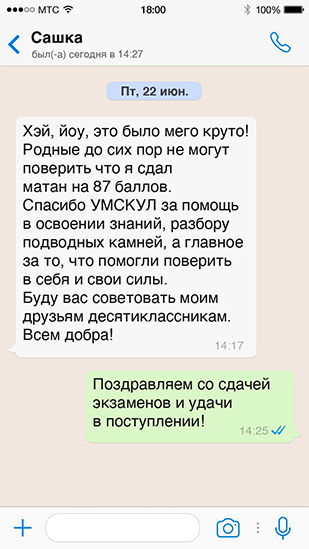 МТС 18:00 100%
Сашка
был(-а) сегодня в 14:27
Пт, 22 июн.
Хэй, йоу, это было мего круто!
Родные до сих пор не могут
поверить что я сдал
матан на 87 баллов.
Спасибо УМСКУЛ за помощь
в освоении знаний, разбору
подводных камней, а главное
за то, что помогли поверить
в себя и свои силы.
Буду вас советовать моим
друзьям десятиклассникам.
Всем добра!
14:17
Поздравляем со сдачей
экзаменов и удачи
в поступлении!
14:25